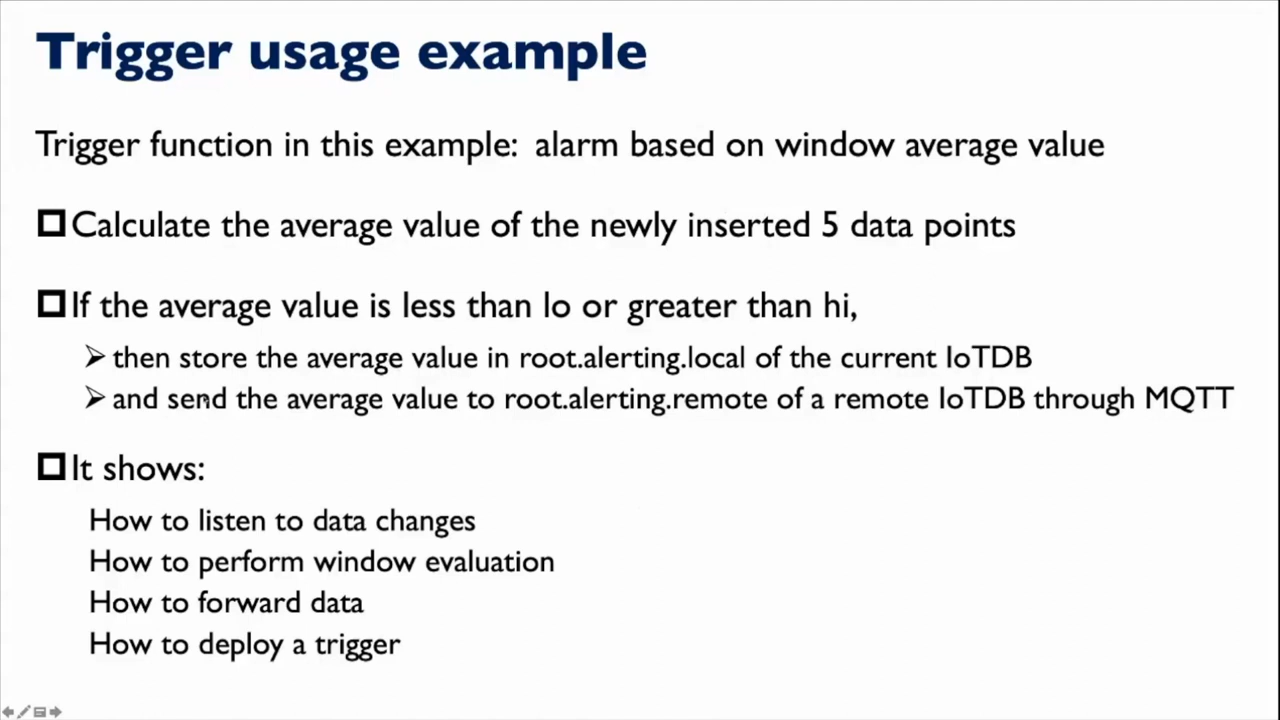 Trigger usage example
Trigger function in this example: alarm based on window average value
Calculate the average value of the newly inserted 5 data points
If the average value is less than lo or greater than hi,
then store the average value in root.alerting.local of the current IoTDB
and send the average value to root.alerting.remote of a remote IoTDB through MQTT
It shows:
How to listen to data changes
How to perform window evaluation
How to forward data
How to deploy a trigger